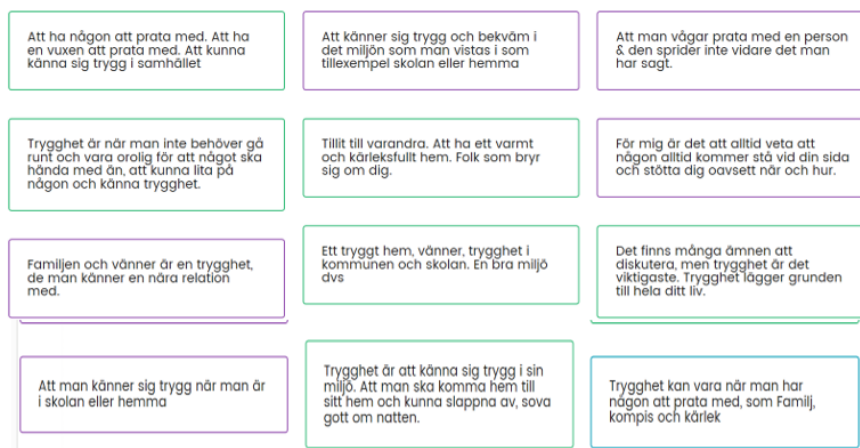 Att ha någon att prata med. Att ha
en vuxen att prata med. Att kunna
känna sig trygg i samhället
Att känner sig trygg och bekväm i
det miljön som man vistas i som
tillexempel skolan eller hemma
Att man vågar prata med en person
& den sprider inte vidare det man
har sagt.
Trygghet är när man inte behöver gå
runt och vara orolig för att något ska
hända med än, att kunna lita på
någon och känna trygghet.
Tillit till varandra. Att ha ett varmt
och kärleksfullt hem. Folk som bryr
sig om dig.
För mig är det att alltid veta att
någon alltid kommer stå vid din sida
och stötta dig oavsett när och hur.
Familjen och vänner är en trygghet,
de man känner en nära relation
med.
Ett tryggt hem, vänner, trygghet i
kommunen och skolan. En bra miljö
dvs
Det finns många ämnen att
diskutera, men trygghet är det
viktigaste. Trygghet lägger grunden
till hela ditt liv.
Att man känner sig trygg när man är
i skolan eller hemma
Trygghet är att känna sig trygg i sin
miljö. Att man ska komma hem till
sitt hem och kunna slappna av, sova
gott om natten.
Trygghet kan vara när man har
någon att prata med, som Familj,
kompis och kärlek